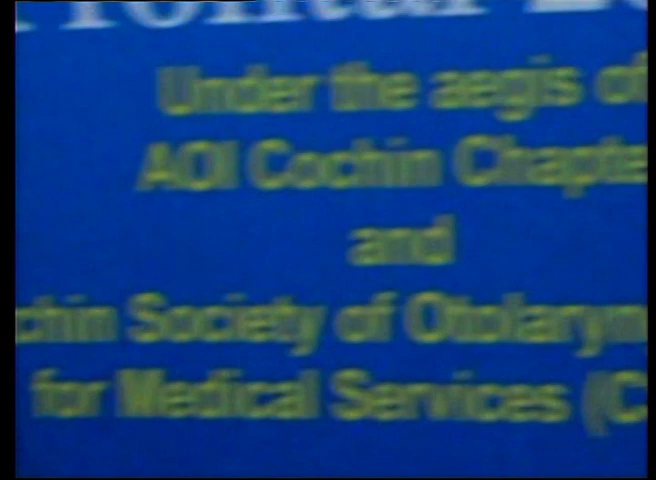 Under the aegis of
AOI Cochin Chapte
and
chin Society of Otolaryn
for Medical Services (C